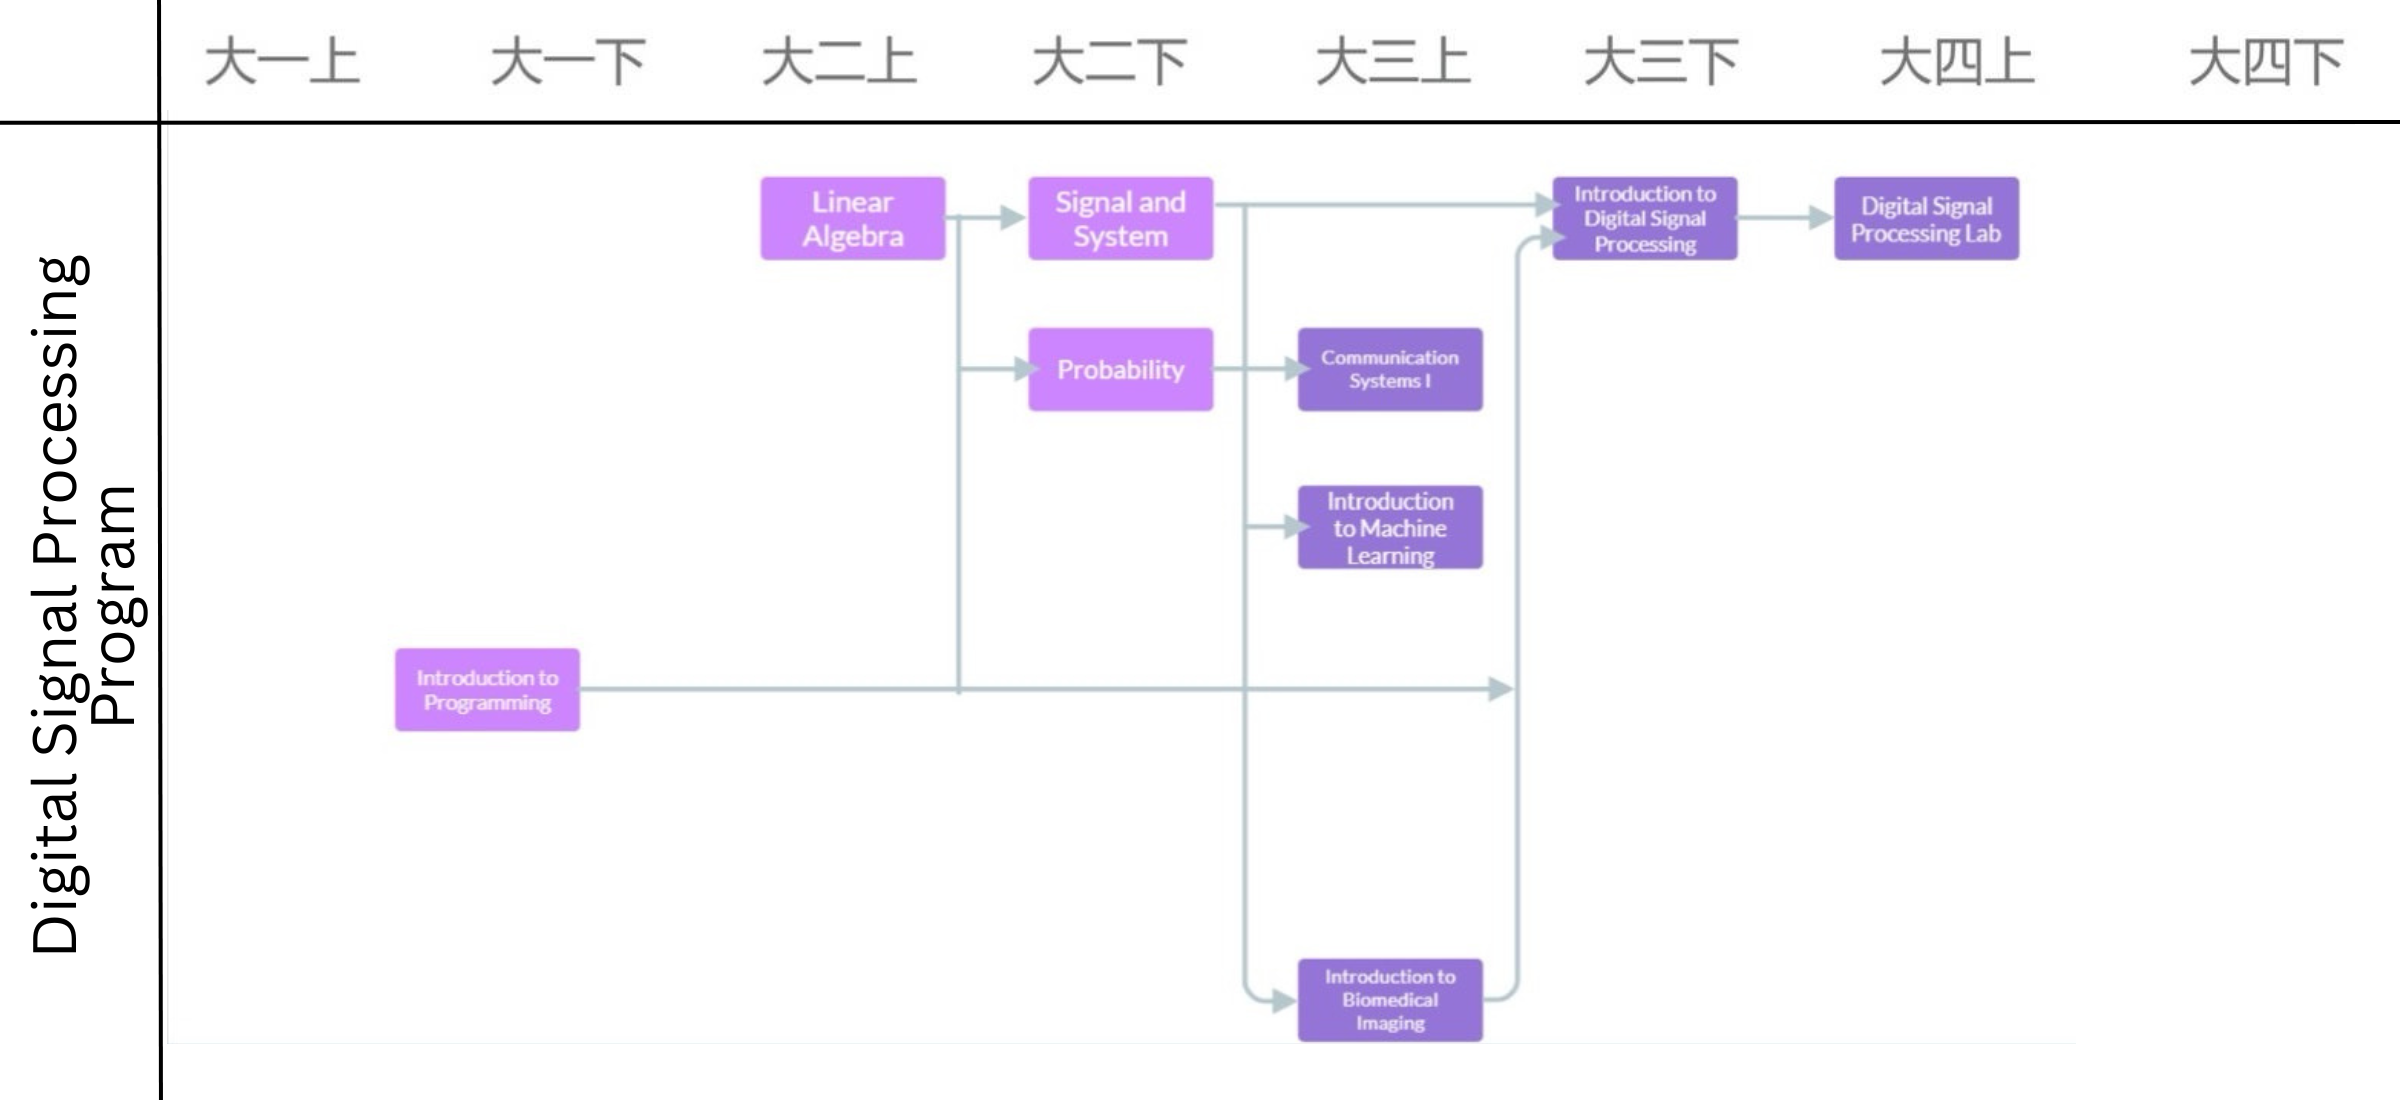 大一上 大一下 大二上 大二下 大三上 大三下 大四上 大四下
Digital Signal Processing
Program
Linear
Algebra
Signal and
System
Introduction to
Digital Signal
Processing
Digital Signal
Processing Lab
Probability
Communication
Systems I
Introduction
to Machine
Learning
Introduction to
Programming
Introduction to
Biomedical
Imaging